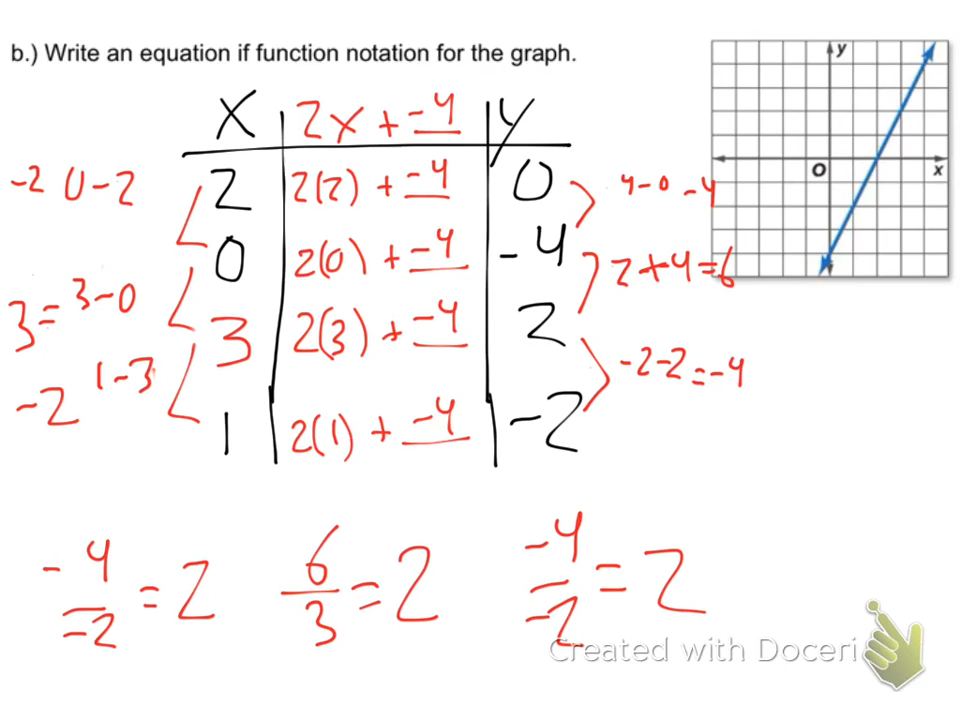 b.) Write an equation if function notation for the graph.
y
x
O
x 2x + -4 y
2 2(2) + -4 0
0 2(0) + -4 -4
3 2(3) + -4 2
1 2(1) + -4 -2
-2 0-2
3 = 3-0
-2 1-3
4-0 -4
2+4=6
-2-2=-4
-4/-2 = 2
6/3 = 2
-4/-2 = 2
Created with Doceri